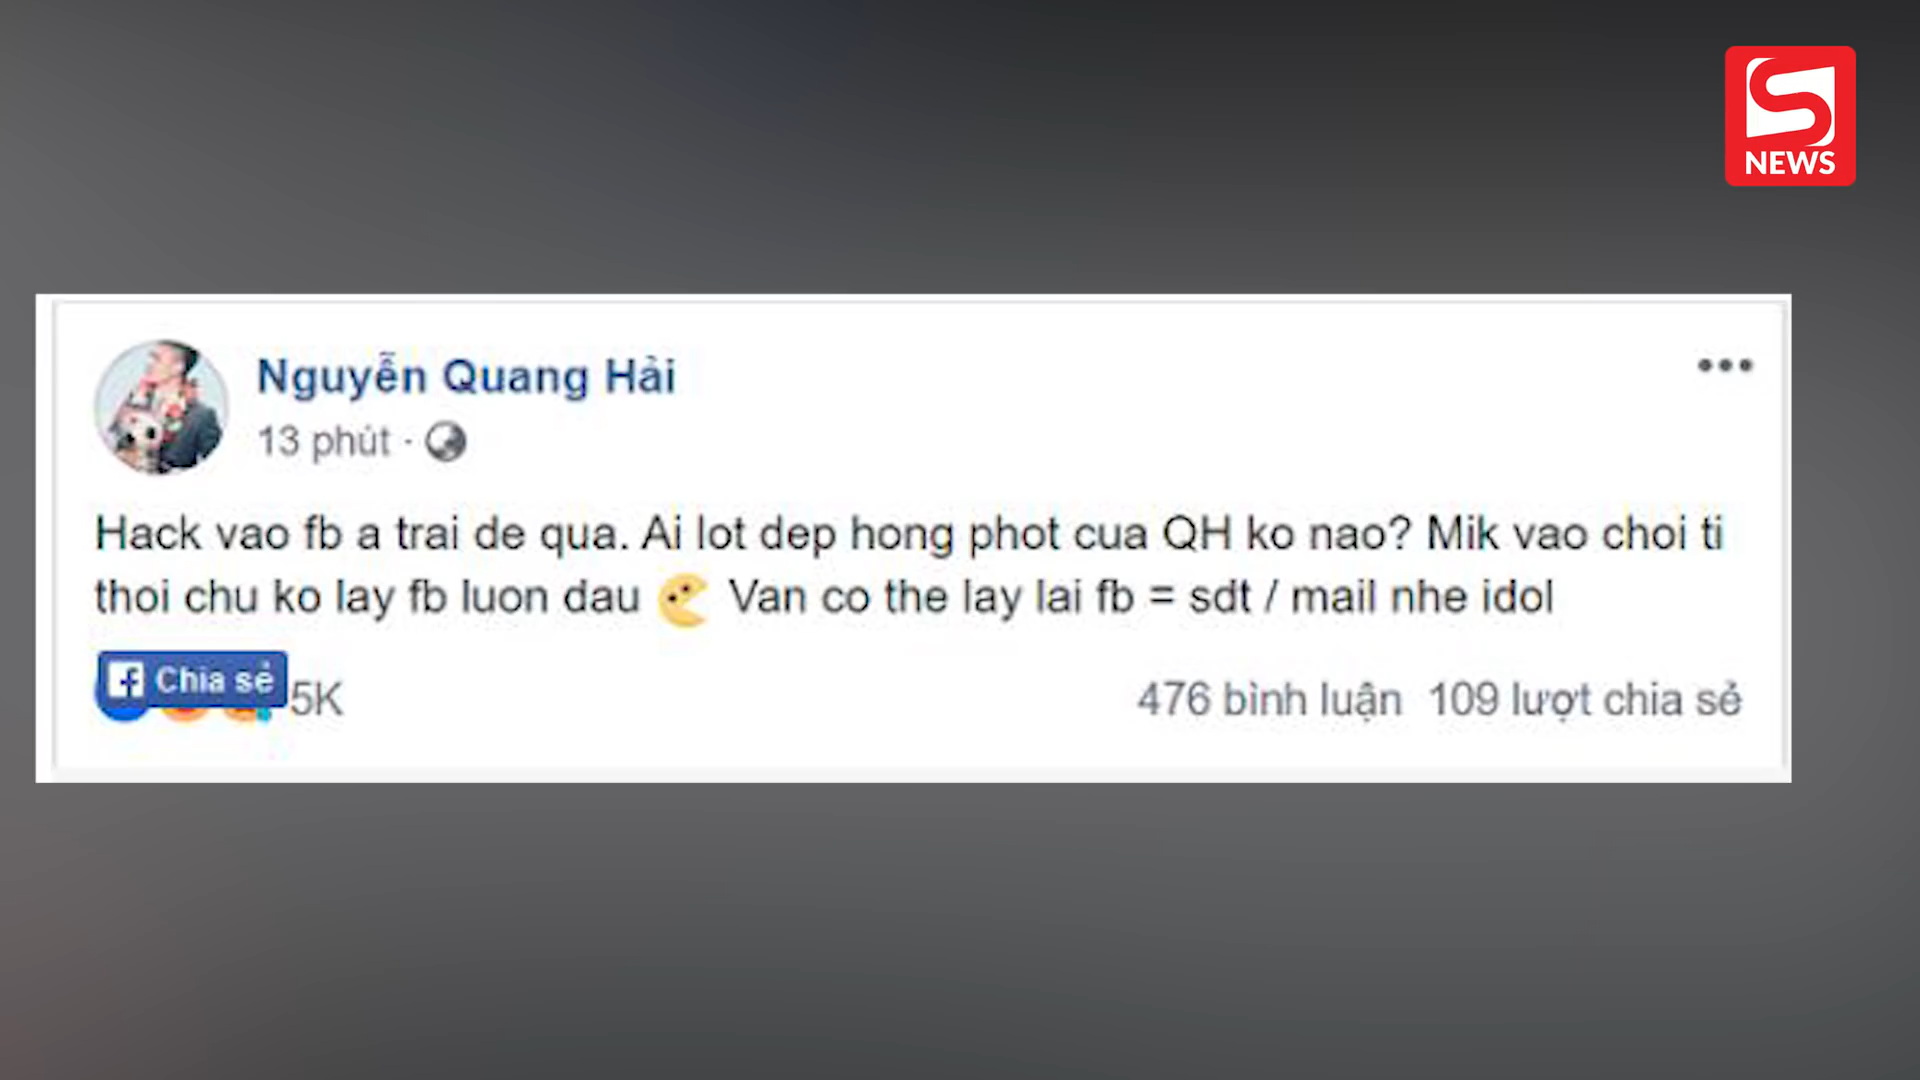 S
NEWS
Nguyễn Quang Hải
13 phút ·
Hack vao fb a trai de qua. Ai lot dep hong phot cua QH ko nao? Mik vao choi ti
thoi chu ko lay fb luon dau Van co the lay lai fb = sdt / mail nhe idol
Chia sẻ 5K
476 bình luận 109 lượt chia sẻ